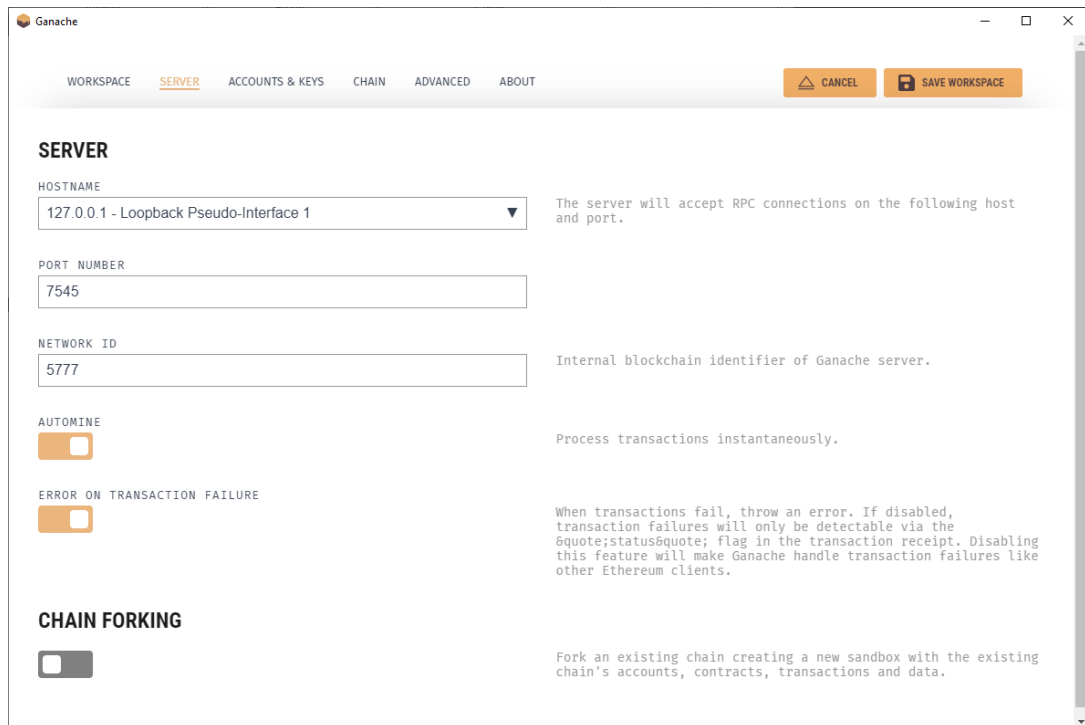 Ganache
WORKSPACE SERVER ACCOUNTS & KEYS CHAIN ADVANCED ABOUT CANCEL SAVE WORKSPACE
SERVER
HOSTNAME
127.0.0.1 - Loopback Pseudo-Interface 1
The server will accept RPC connections on the following host
and port.
PORT NUMBER
7545
NETWORK ID
5777
Internal blockchain identifier of Ganache server.
AUTOMINE
Process transactions instantaneously.
ERROR ON TRANSACTION FAILURE
When transactions fail, throw an error. If disabled,
transaction failures will only be detectable via the
&quote;status&quote; flag in the transaction receipt. Disabling
this feature will make Ganache handle transaction failures like
other Ethereum clients.
CHAIN FORKING
Fork an existing chain creating a new sandbox with the existing
chain's accounts, contracts, transactions and data.